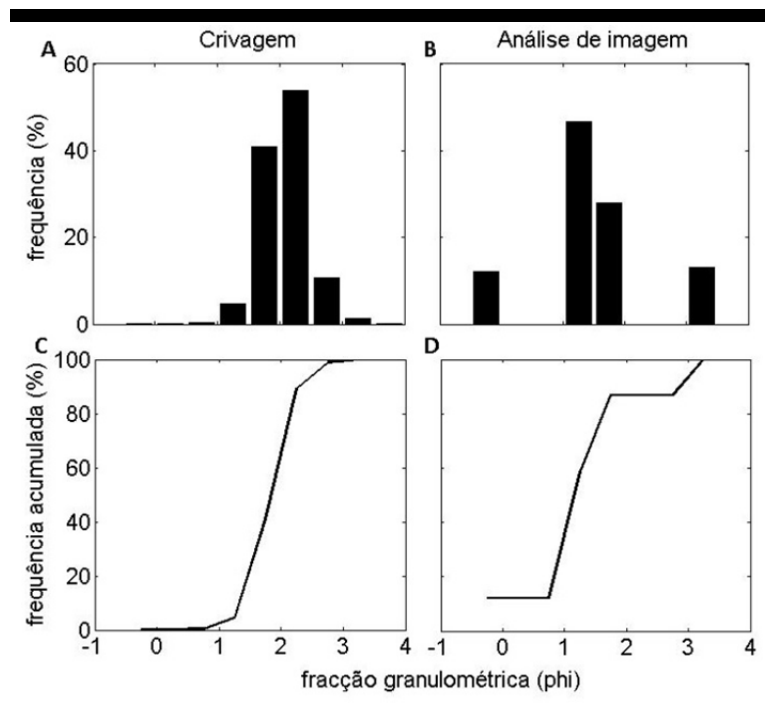 Crivagem
Análise de imagem
A
B
60
40
20
0
frequência (%)
C
D
100
80
60
40
20
0
frequência acumulada (%)
-1 0 1 2 3 4
-1 0 1 2 3 4
fracção granulométrica (phi)